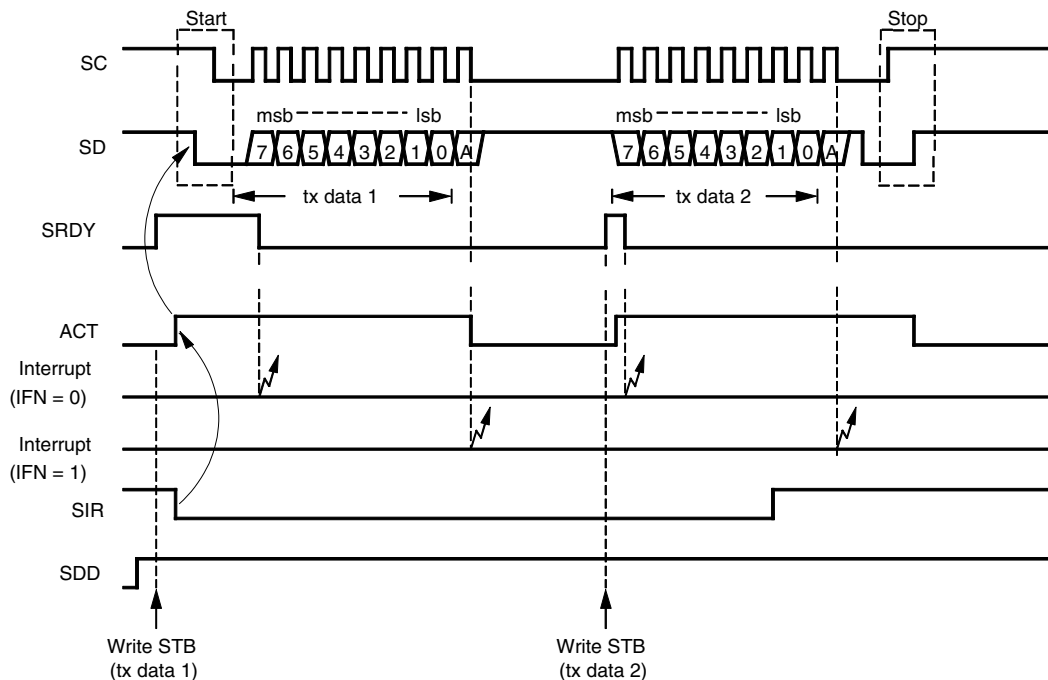 Start
Stop
SC
msb lsb
msb lsb
SD
7 6 5 4 3 2 1 0 A
7 6 5 4 3 2 1 0 A
tx data 1
tx data 2
SRDY
ACT
Interrupt
(IFN = 0)
Interrupt
(IFN = 1)
SIR
SDD
Write STB
(tx data 1)
Write STB
(tx data 2)